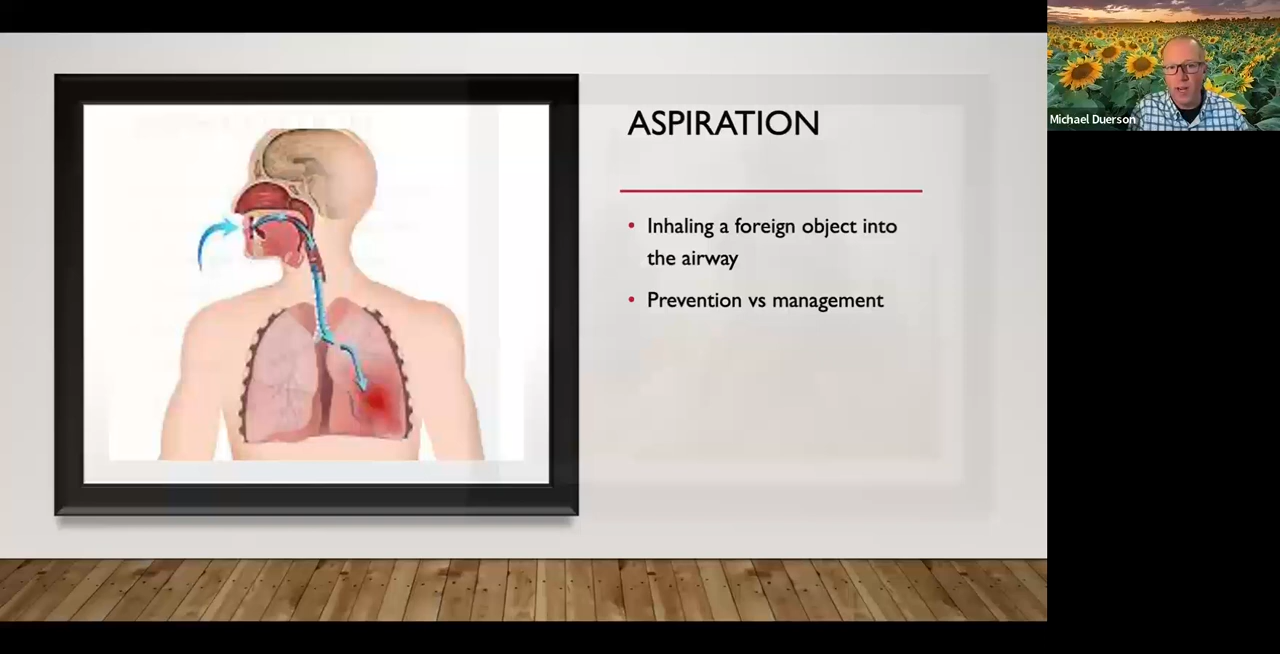 ASPIRATION
• Inhaling a foreign object into
the airway
• Prevention vs management
Michael Duerson